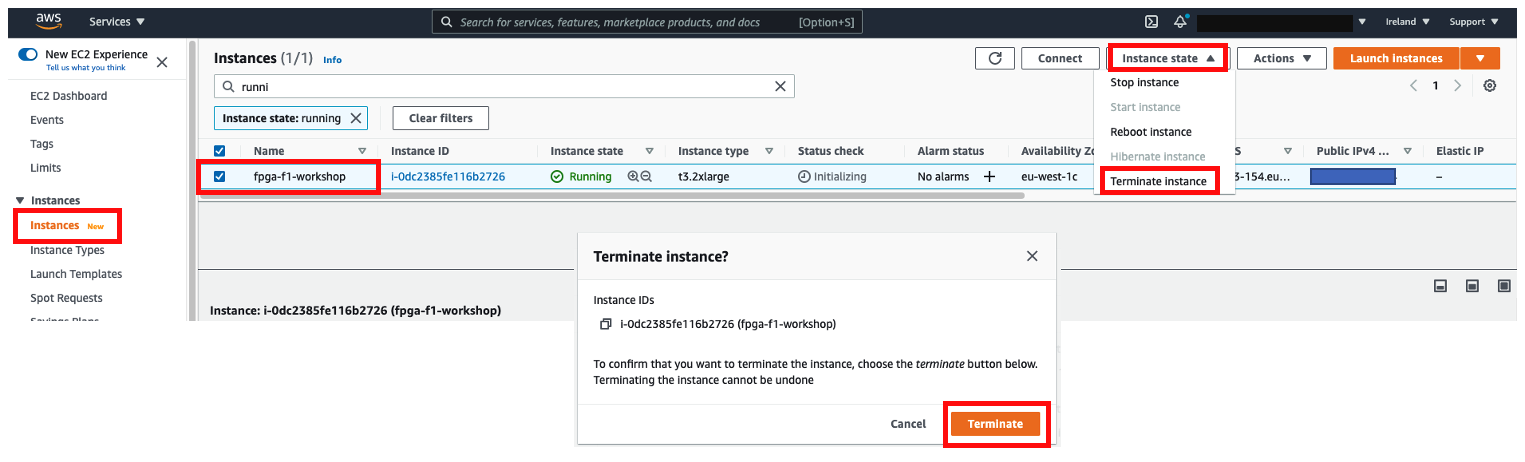 aws Services ▼ Search for services, features, marketplace products, and docs [Option+S] Ireland ▼ Support ▼
New EC2 Experience
Tell us what you think
EC2 Dashboard
Events
Tags
Limits
▼ Instances
Instances New
Instance Types
Launch Templates
Spot Requests
Savings Plans
Instances (1/1) Info Connect Instance state ▲ Actions ▼ Launch instances ▼
runni
1
Instance state: running Clear filters
Stop instance
Start instance
Reboot instance
Hibernate instance
Terminate instance
Name Instance ID Instance state Instance type Status check Alarm status Availability Zo S Public IPv4 ... Elastic IP
fpga-f1-workshop i-0dc2385fe116b2726 Running t3.2xlarge Initializing No alarms + eu-west-1c 3-154.eu... –
Instance: i-0dc2385fe116b2726 (fpga-f1-workshop)
Terminate instance?
Instance IDs
i-0dc2385fe116b2726 (fpga-f1-workshop)
To confirm that you want to terminate the instance, choose the terminate button below.
Terminating the instance cannot be undone
Cancel Terminate